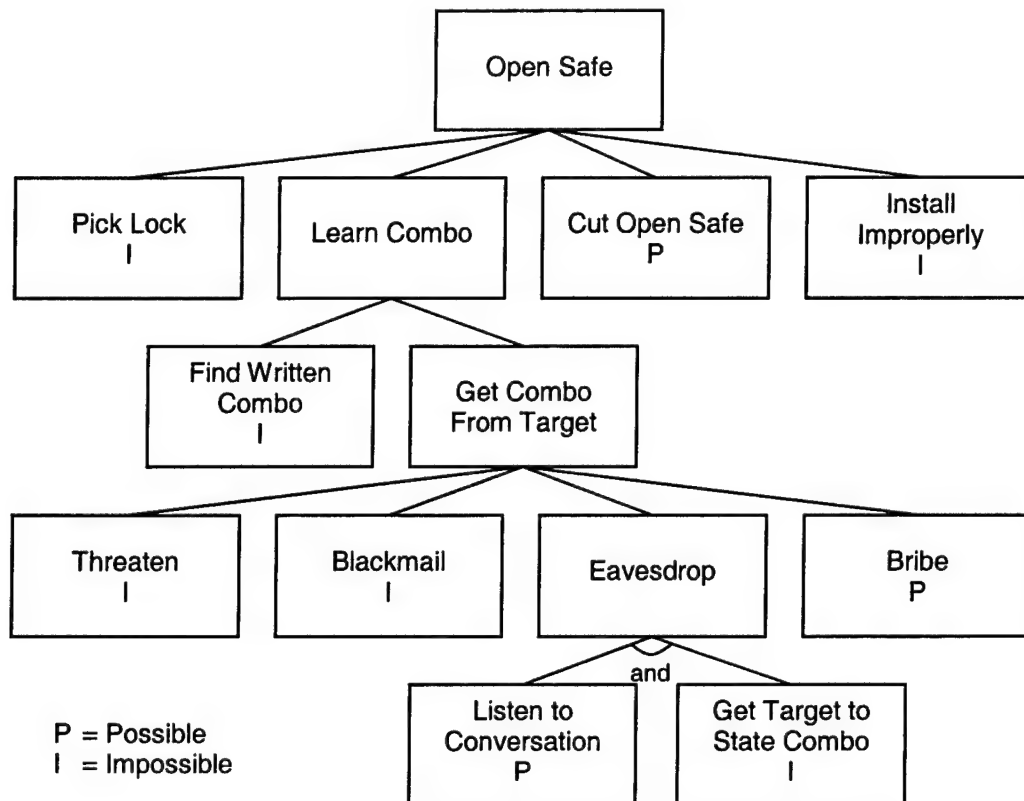 Open Safe
Pick Lock
I
Learn Combo
Cut Open Safe
P
Install
Improperly
I
Find Written
Combo
I
Get Combo
From Target
Threaten
I
Blackmail
I
Eavesdrop
Bribe
P
and
Listen to
Conversation
P
Get Target to
State Combo
I
P = Possible
I = Impossible